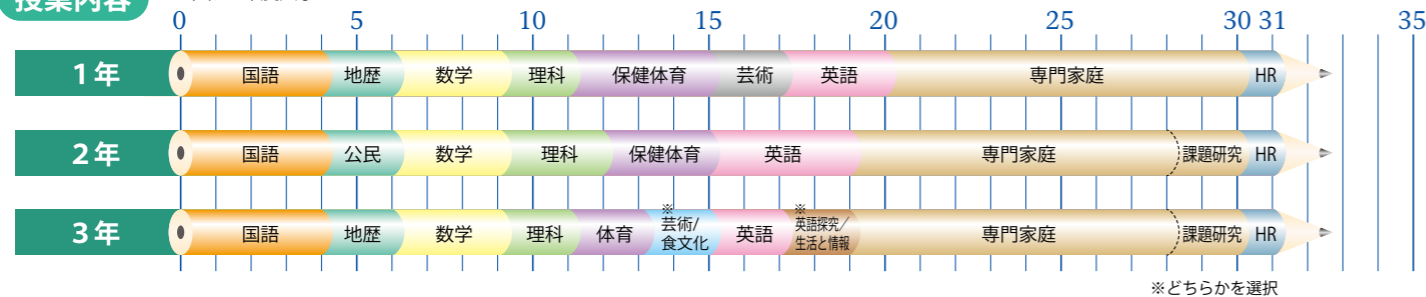 授業内容
0 5 10 15 20 25 30 31 35
1年 国語 地歴 数学 理科 保健体育 芸術 英語 専門家庭 HR
2年 国語 公民 数学 理科 保健体育 英語 専門家庭 課題研究 HR
3年 国語 地歴 数学 理科 体育 ※芸術/食文化 英語 ※英語探究/生活と情報 専門家庭 課題研究 HR
※どちらかを選択